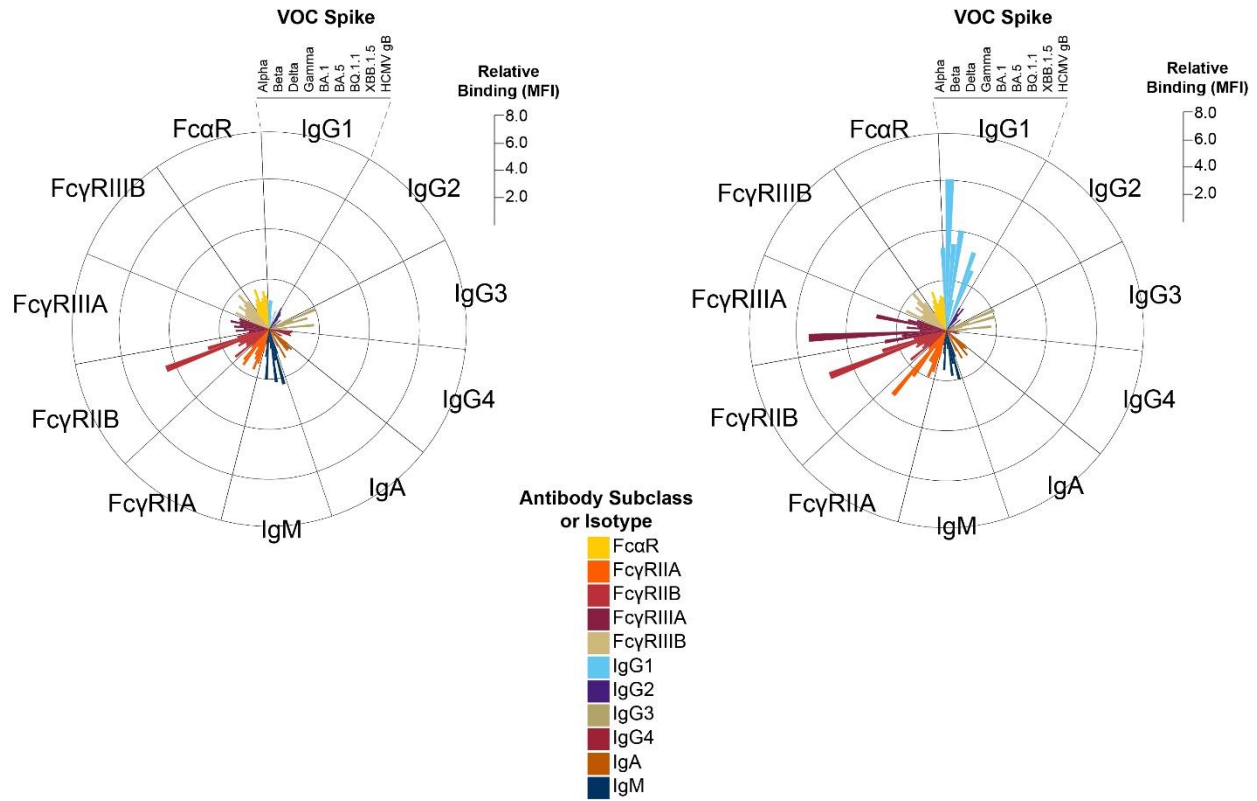 VOC Spike
Alpha
Beta
Delta
Gamma
BA.1
BA.5
BQ.1.1
XBB.1.5
HCMV gB
Relative
Binding (MFI)
8.0
6.0
4.0
2.0
FcαR
IgG1
FcγRIIIB
IgG2
FcγRIIIA
IgG3
FcγRIIB
IgG4
FcγRIIA
IgA
IgM
VOC Spike
Alpha
Beta
Delta
Gamma
BA.1
BA.5
BQ.1.1
XBB.1.5
HCMV gB
Relative
Binding (MFI)
8.0
6.0
4.0
2.0
FcαR
IgG1
FcγRIIIB
IgG2
FcγRIIIA
IgG3
FcγRIIB
IgG4
FcγRIIA
IgA
IgM
Antibody Subclass
or Isotype
FcαR
FcγRIIA
FcγRIIB
FcγRIIIA
FcγRIIIB
IgG1
IgG2
IgG3
IgG4
IgA
IgM